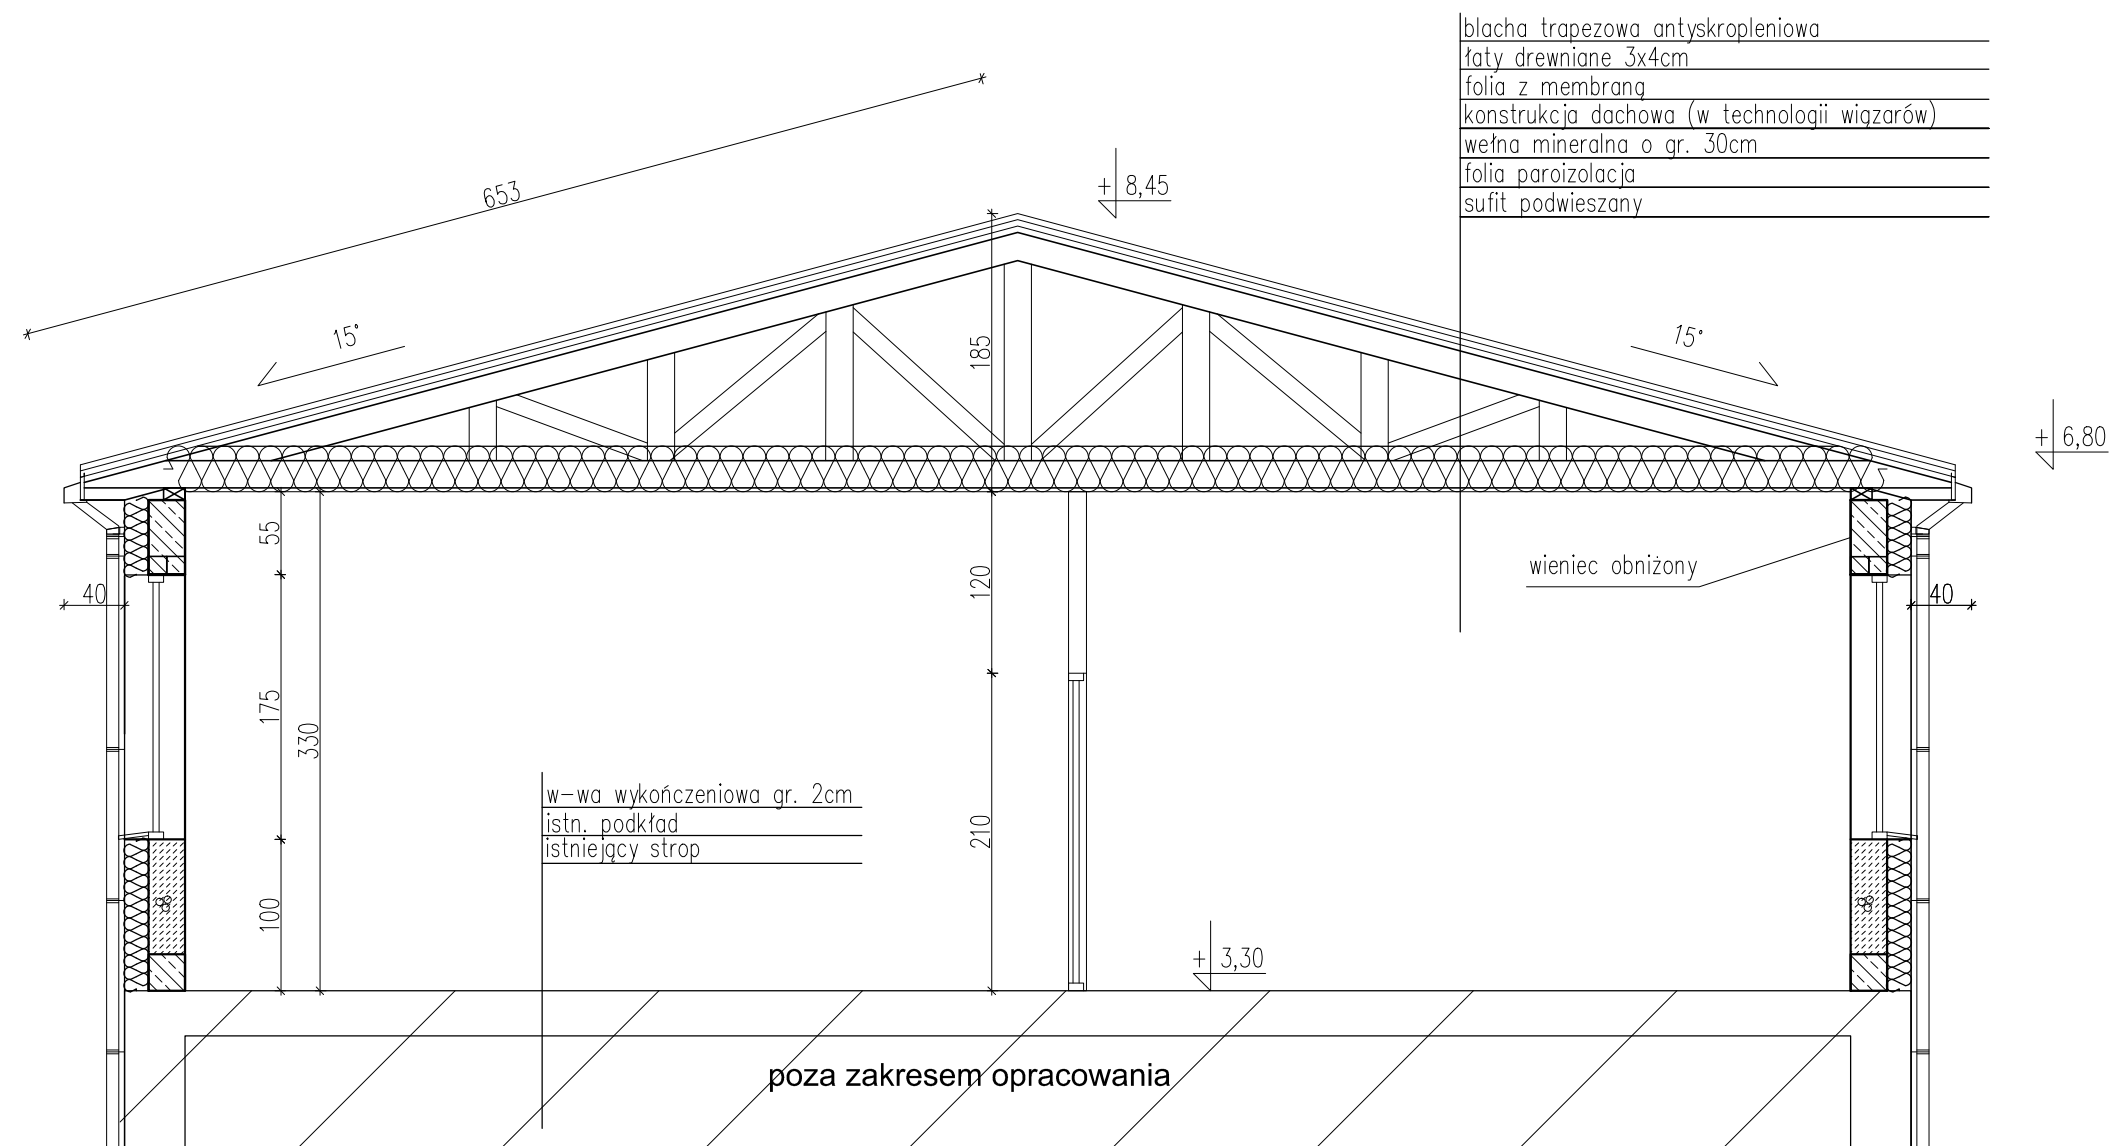 blacha trapezowa antyskropleniowa
łaty drewniane 3x4cm
folia z membraną
konstrukcja dachowa (w technologii wiązarów)
wełna mineralna o gr. 30cm
folia paroizolacja
sufit podwieszany
653
+ 8,45
15°
15°
185
+ 6,80
55
120
wieniec obniżony
40
40
175
330
w-wa wykończeniowa gr. 2cm
istn. podkład
istniejący strop
210
100
+ 3,30
poza zakresem opracowania